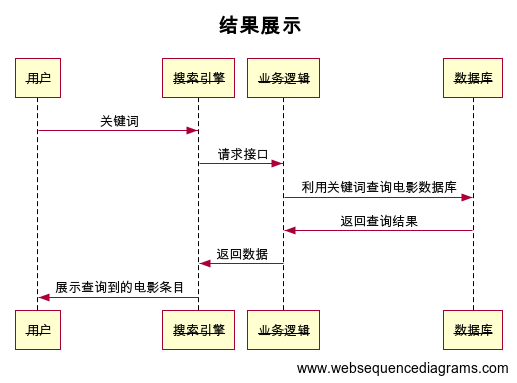 结果展示
用户 搜索引擎 业务逻辑 数据库
关键词
请求接口
利用关键词查询电影数据库
返回查询结果
返回数据
展示查询到的电影条目
用户 搜索引擎 业务逻辑 数据库
www.websequencediagrams.com